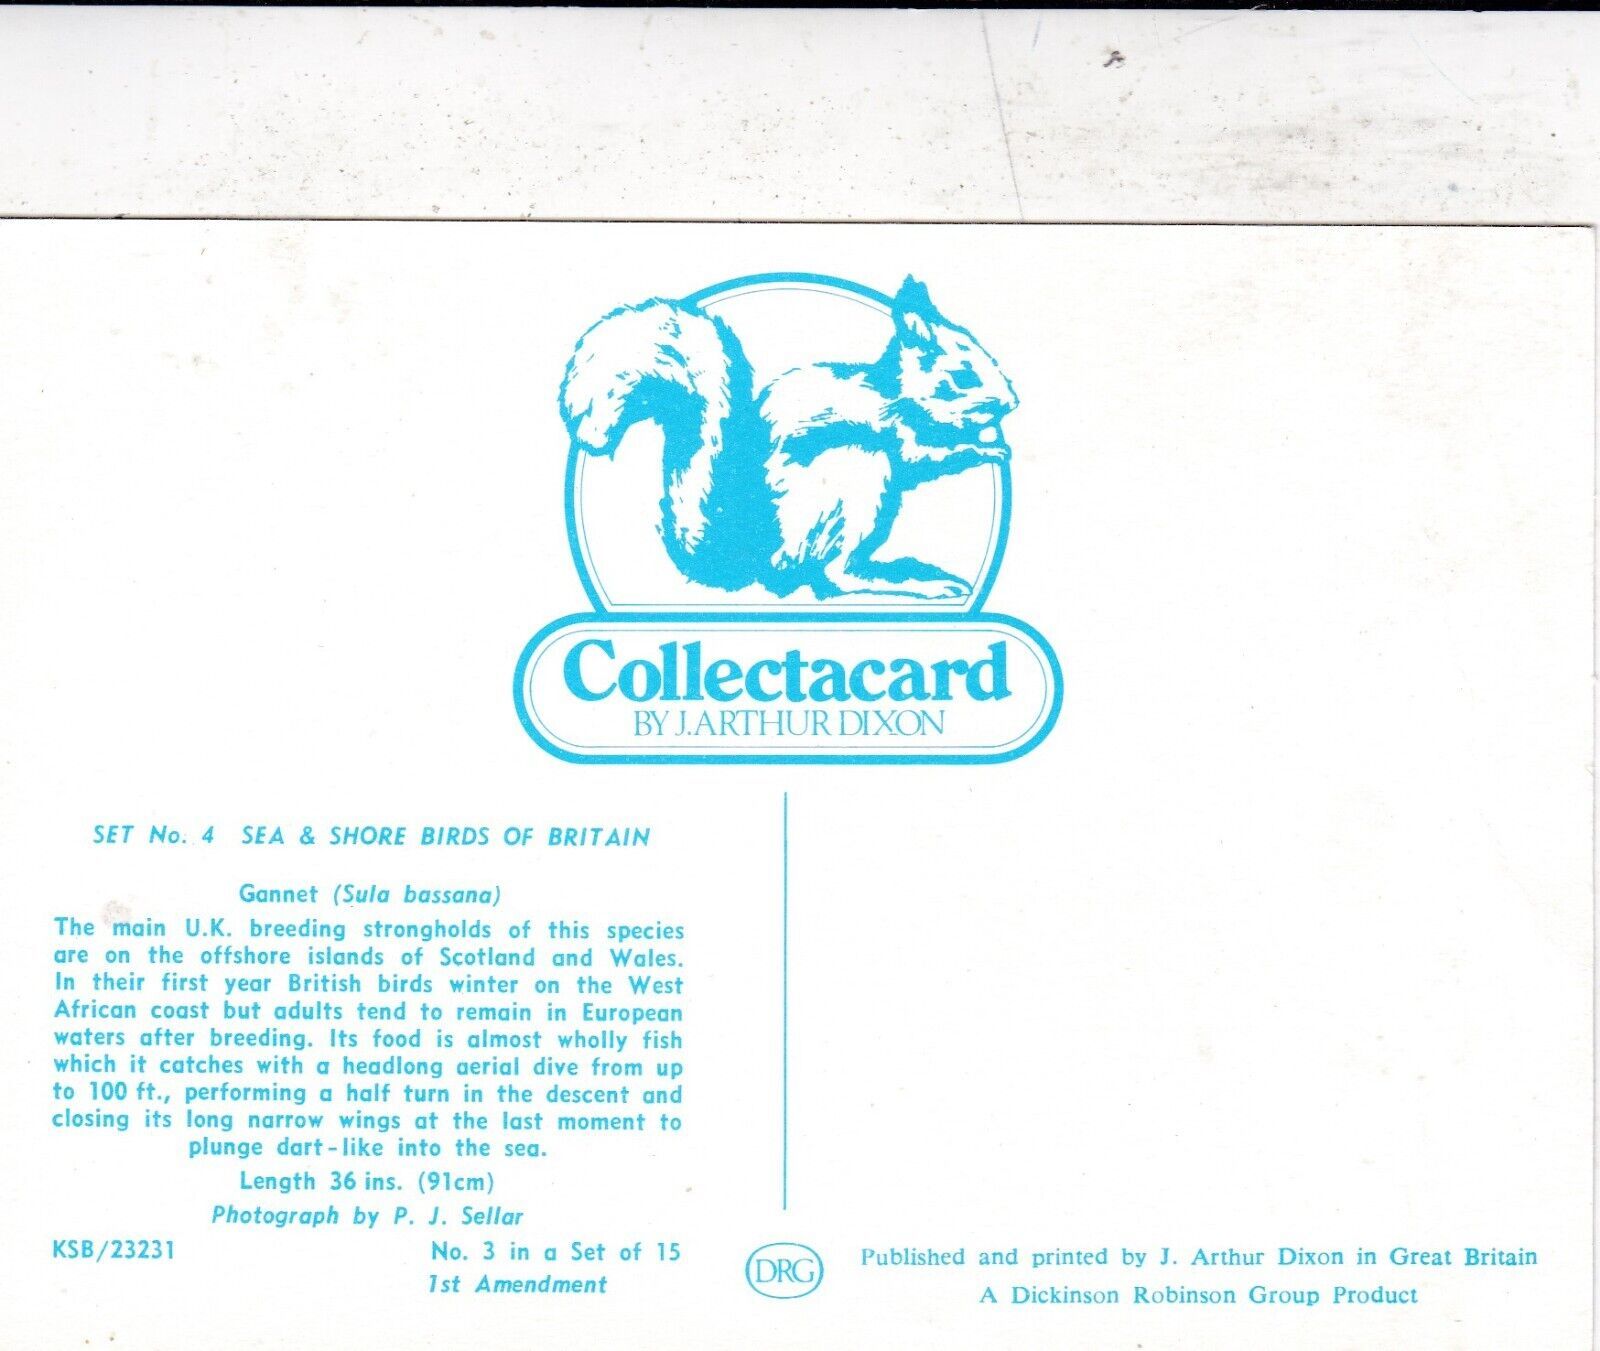 Collectacard
BY J.ARTHUR DIXON
SET No. 4 SEA & SHORE BIRDS OF BRITAIN
Gannet (Sula bassana)
The main U.K. breeding strongholds of this species
are on the offshore islands of Scotland and Wales.
In their first year British birds winter on the West
African coast but adults tend to remain in European
waters after breeding. Its food is almost wholly fish
which it catches with a headlong aerial dive from up
to 100 ft., performing a half turn in the descent and
closing its long narrow wings at the last moment to
plunge dart-like into the sea.
Length 36 ins. (91cm)
Photograph by P. J. Sellar
KSB/23231 No. 3 in a Set of 15
1st Amendment
DRG
Published and printed by J. Arthur Dixon in Great Britain
A Dickinson Robinson Group Product